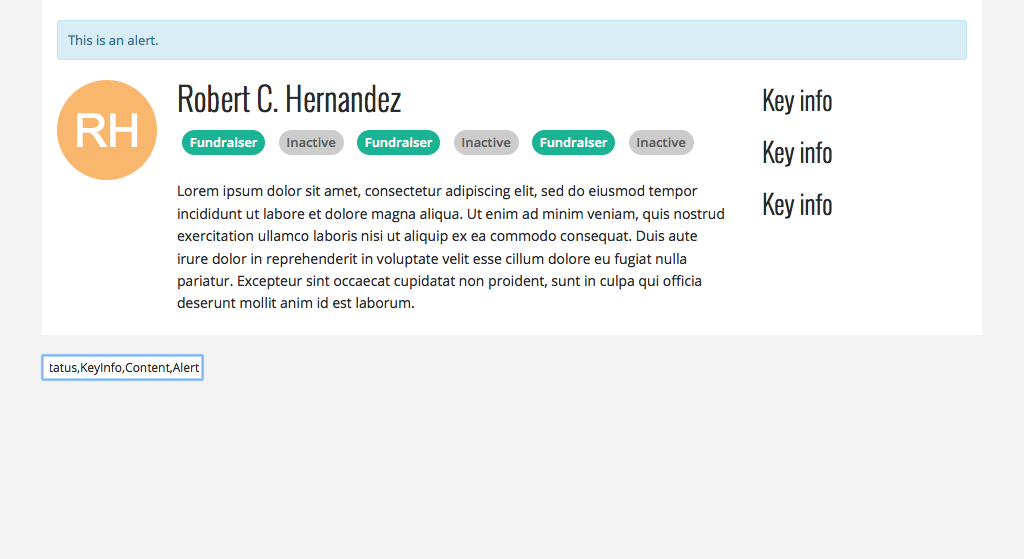 This is an alert.
RH
Robert C. Hernandez
Fundraiser Inactive Fundraiser Inactive Fundraiser Inactive
Lorem ipsum dolor sit amet, consectetur adipiscing elit, sed do eiusmod tempor
incididunt ut labore et dolore magna aliqua. Ut enim ad minim veniam, quis nostrud
exercitation ullamco laboris nisi ut aliquip ex ea commodo consequat. Duis aute
irure dolor in reprehenderit in voluptate velit esse cillum dolore eu fugiat nulla
pariatur. Excepteur sint occaecat cupidatat non proident, sunt in culpa qui officia
deserunt mollit anim id est laborum.
Key info
Key info
Key info
tatus,KeyInfo,Content,Alert